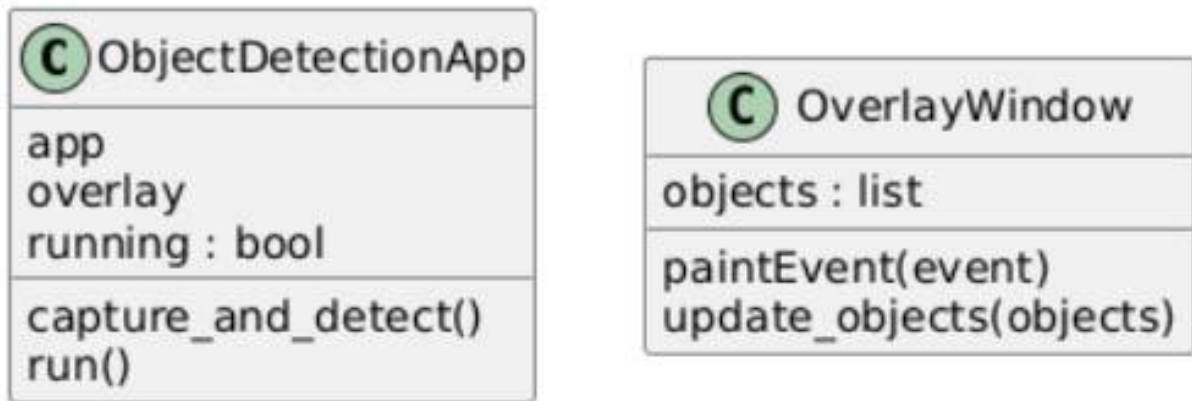 C ObjectDetectionApp
app
overlay
running : bool
capture_and_detect()
run()
C OverlayWindow
objects : list
paintEvent(event)
update_objects(objects)